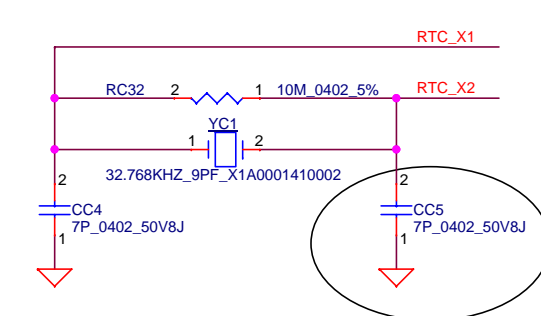 RTC_X1
RC32 2 1 10M_0402_5% RTC_X2
YC1
1 2
32.768KHZ_9PF_X1A0001410002
2 2
CC4 CC5
7P_0402_50V8J 7P_0402_50V8J
1 1